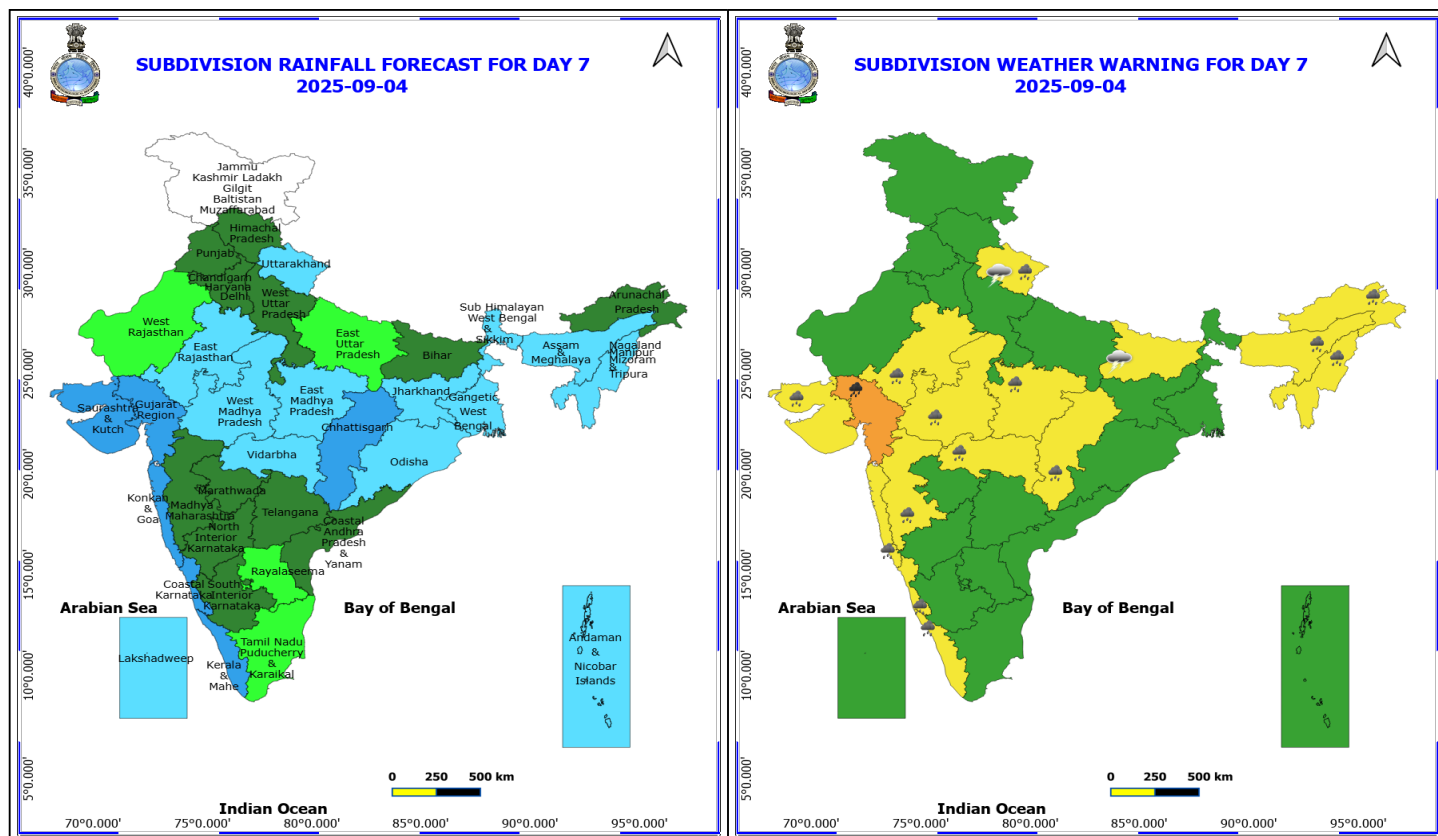 SUBDIVISION RAINFALL FORECAST FOR DAY 7
2025-09-04
40°0.000'
35°0.000'
30°0.000'
25°0.000'
20°0.000'
15°0.000'
10°0.000'
5°0.000'
Jammu
Kashmir Ladakh
Gilgit
Baltistan
Muzaffarabad
Himachal
Pradesh
Punjab
Uttarakhand
Chandigarh
Haryana
Delhi
West
Uttar
Pradesh
West
Rajasthan
East
Uttar
Pradesh
East
Rajasthan
Bihar
Sub Himalayan
West Bengal
&
Sikkim
Arunachal
Pradesh
Assam
&
Meghalaya
Nagaland
Manipur
Mizoram
&
Tripura
Saurashtra
&
Kutch
Gujarat
Region
West
Madhya
Pradesh
East
Madhya
Pradesh
Jharkhand
Gangetic
West
Bengal
Chhattisgarh
Vidarbha
Odisha
Konkan
&
Goa
Madhya
Maharashtra
Marathwada
Telangana
North
Interior
Karnataka
Coastal
Andhra
Pradesh
&
Yanam
Rayalaseema
Coastal
Karnataka
South
Interior
Karnataka
Arabian Sea
Bay of Bengal
Lakshadweep
Kerala
&
Mahe
Tamil Nadu
Puducherry
&
Karaikal
Andaman
&
Nicobar
Islands
0 250 500 km
Indian Ocean
70°0.000' 75°0.000' 80°0.000' 85°0.000' 90°0.000' 95°0.000'
SUBDIVISION WEATHER WARNING FOR DAY 7
2025-09-04
40°0.000'
35°0.000'
30°0.000'
25°0.000'
20°0.000'
15°0.000'
10°0.000'
5°0.000'
Arabian Sea
Bay of Bengal
0 250 500 km
Indian Ocean
70°0.000' 75°0.000' 80°0.000' 85°0.000' 90°0.000' 95°0.000'